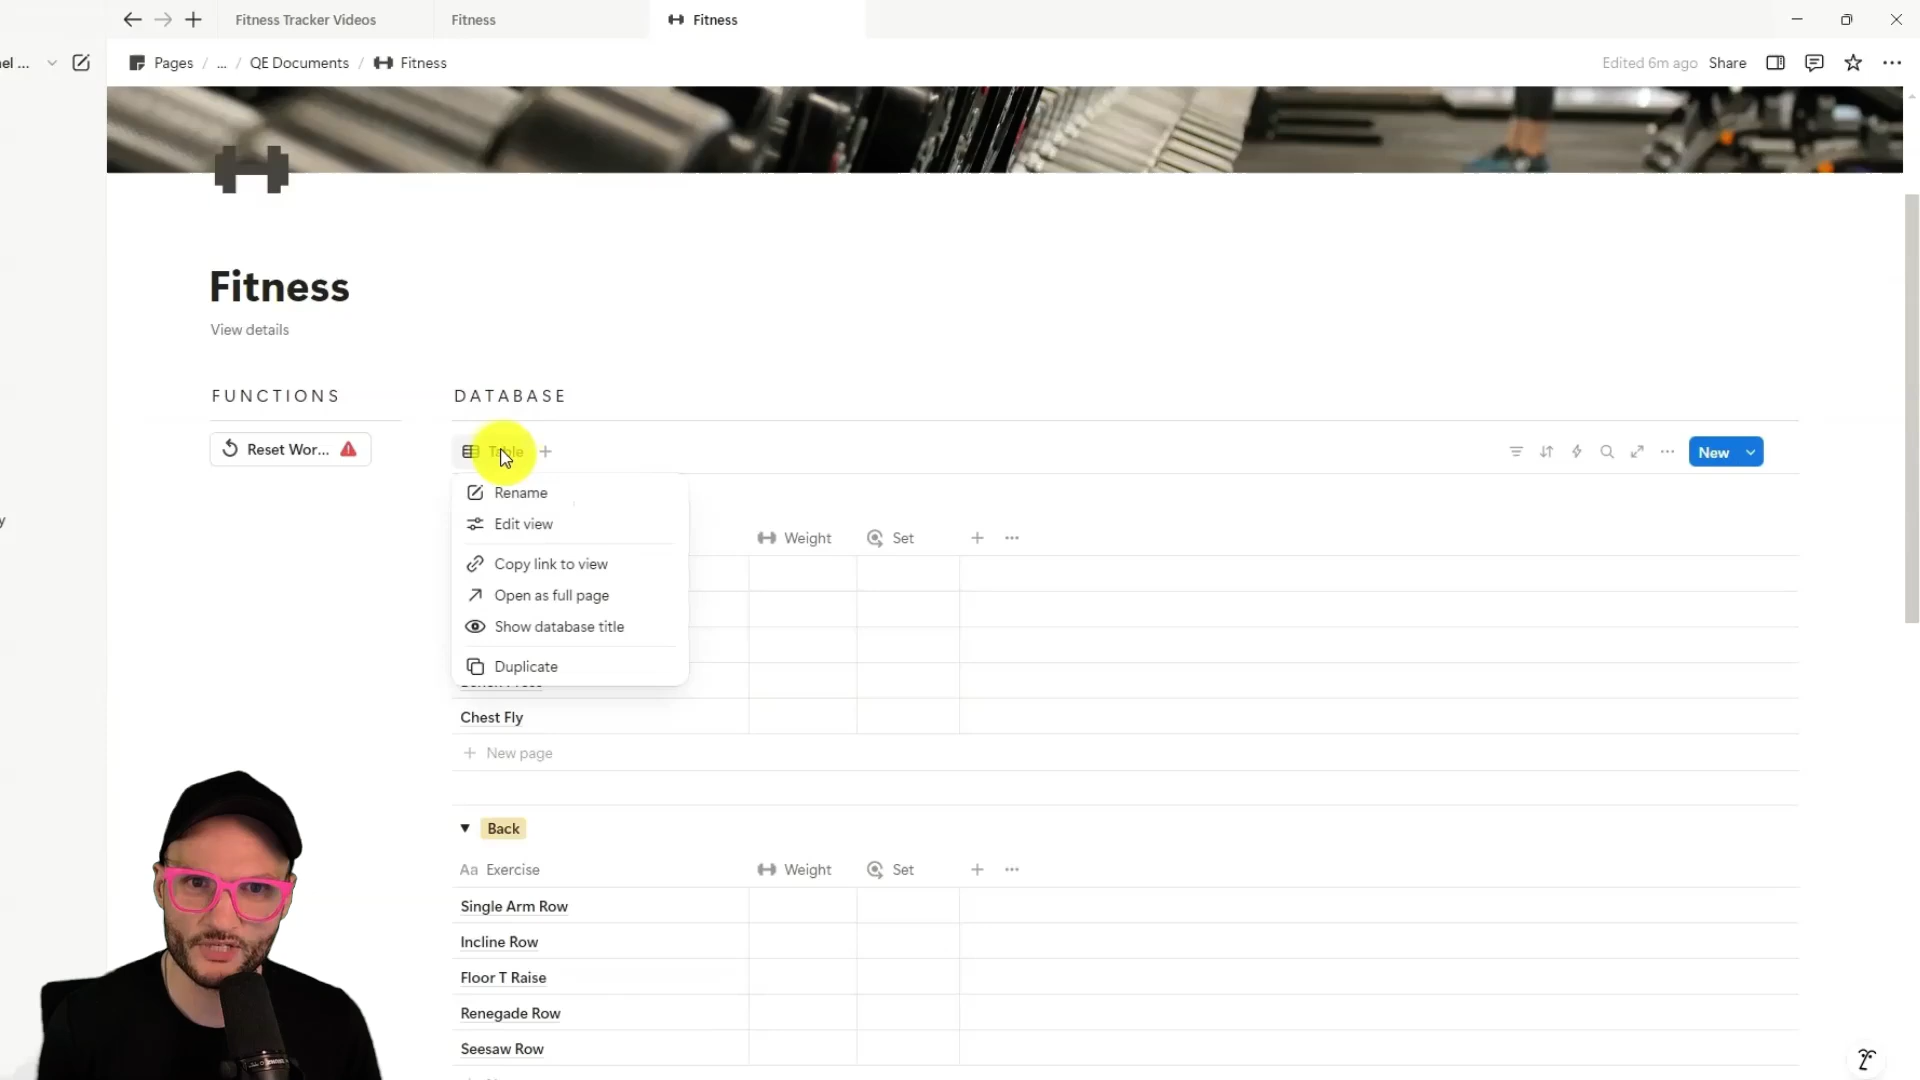 Fitness Tracker Videos
Fitness
Fitness
el ...
Pages / ... / QE Documents / Fitness
Edited 6m ago Share
Fitness
View details
FUNCTIONS
DATABASE
Reset Wor...
Table
New
Rename
Edit view
Copy link to view
Open as full page
Show database title
Duplicate
Weight Set
Chest Fly
New page
Back
Aa Exercise Weight Set
Single Arm Row
Incline Row
Floor T Raise
Renegade Row
Seesaw Row
y